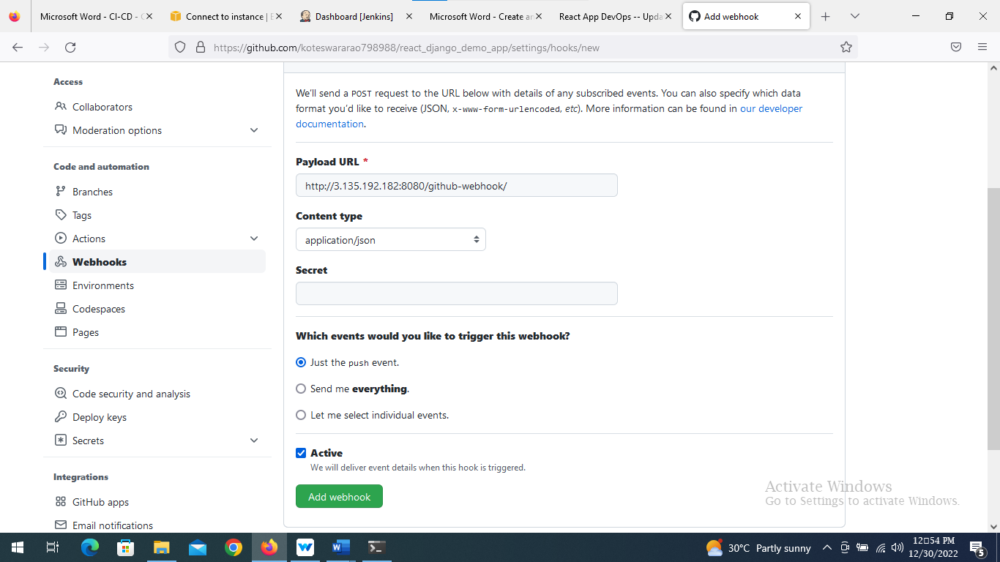 Microsoft Word - CI-CD - C
Connect to instance | E
Dashboard [Jenkins]
Microsoft Word - Create an
React App DevOps -- Upda
Add webhook
https://github.com/koteswararao798988/react_django_demo_app/settings/hooks/new
Access
Collaborators
Moderation options
Code and automation
Branches
Tags
Actions
Webhooks
Environments
Codespaces
Pages
Security
Code security and analysis
Deploy keys
Secrets
Integrations
GitHub apps
Email notifications
We'll send a POST request to the URL below with details of any subscribed events. You can also specify which data
format you'd like to receive (JSON, x-www-form-urlencoded, etc). More information can be found in our developer
documentation.
Payload URL *
http://3.135.192.182:8080/github-webhook/
Content type
application/json
Secret
Which events would you like to trigger this webhook?
Just the push event.
Send me everything.
Let me select individual events.
Active
We will deliver event details when this hook is triggered.
Add webhook
Activate Windows
Go to Settings to activate Windows.
30°C Partly sunny
12□54 PM
12/30/2022
5